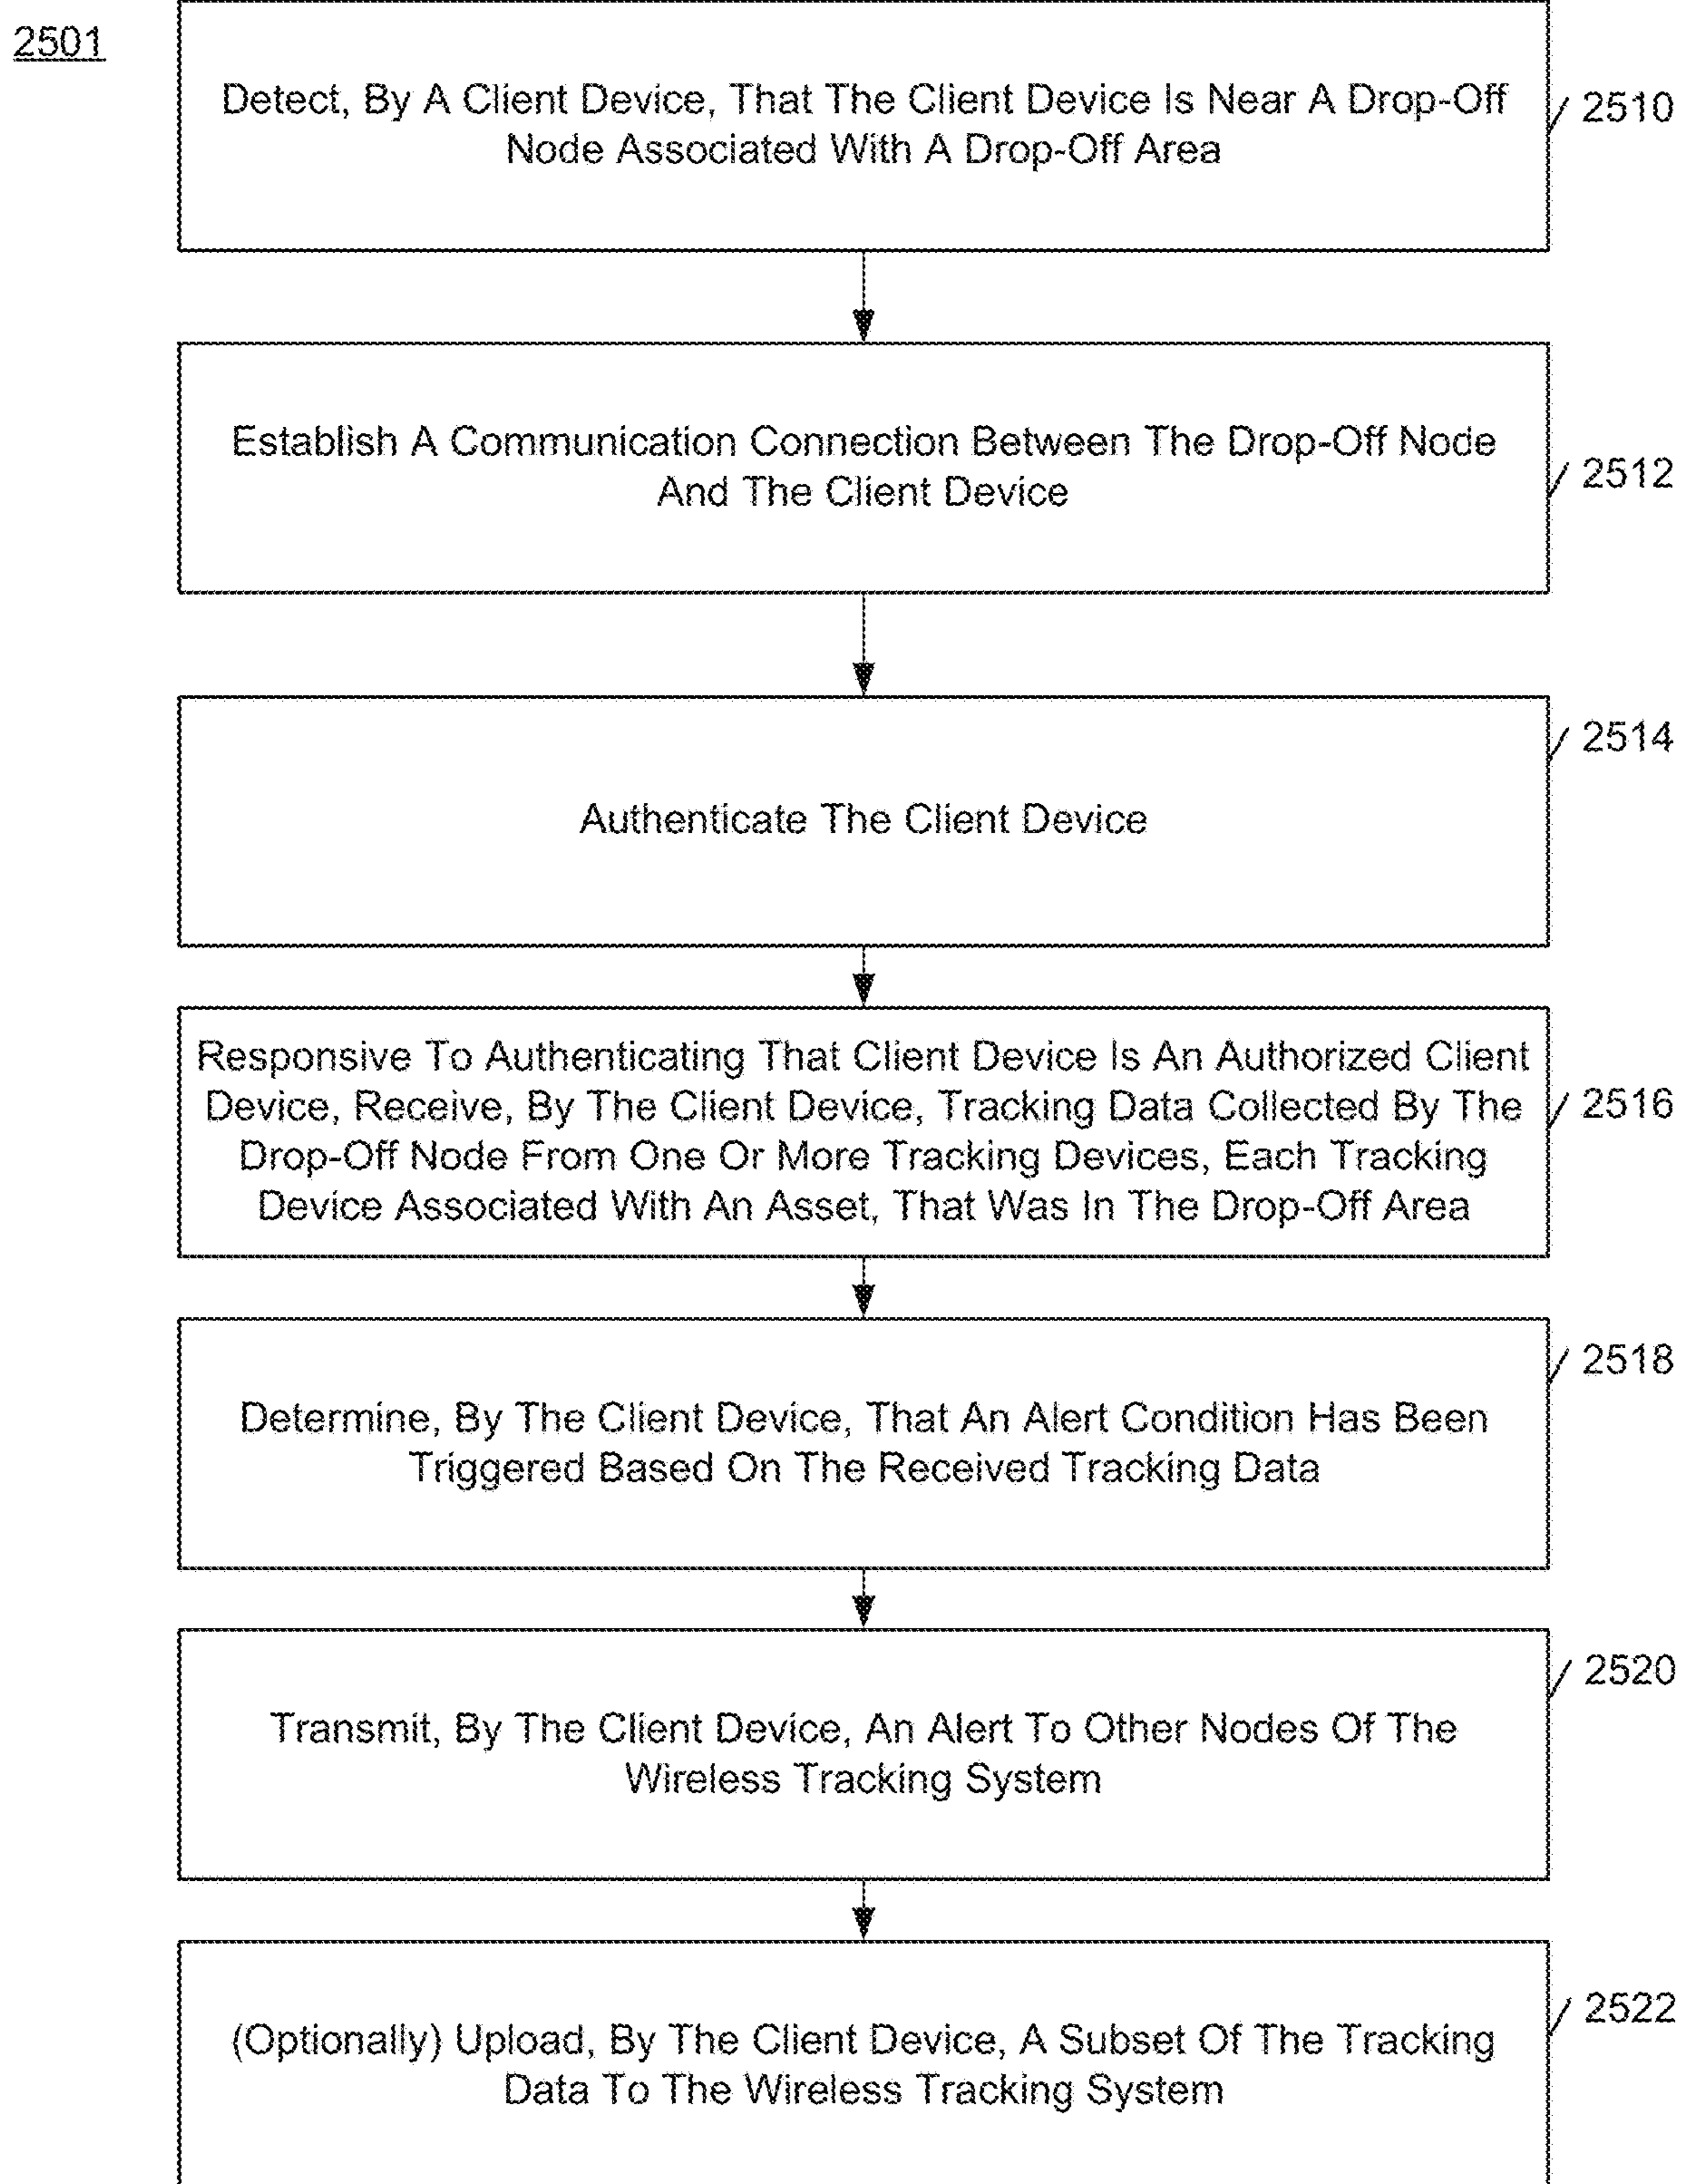 2501
Detect, By A Client Device, That The Client Device Is Near A Drop-Off
Node Associated With A Drop-Off Area
2510
Establish A Communication Connection Between The Drop-Off Node
And The Client Device
2512
2514
Authenticate The Client Device
Responsive To Authenticating That Client Device Is An Authorized Client
Device, Receive, By The Client Device, Tracking Data Collected By The
Drop-Off Node From One Or More Tracking Devices, Each Tracking
Device Associated With An Asset, That Was In The Drop-Off Area
2516
2518
Determine, By The Client Device, That An Alert Condition Has Been
Triggered Based On The Received Tracking Data
2520
Transmit, By The Client Device, An Alert To Other Nodes Of The
Wireless Tracking System
2522
(Optionally) Upload, By The Client Device, A Subset Of The Tracking
Data To The Wireless Tracking System